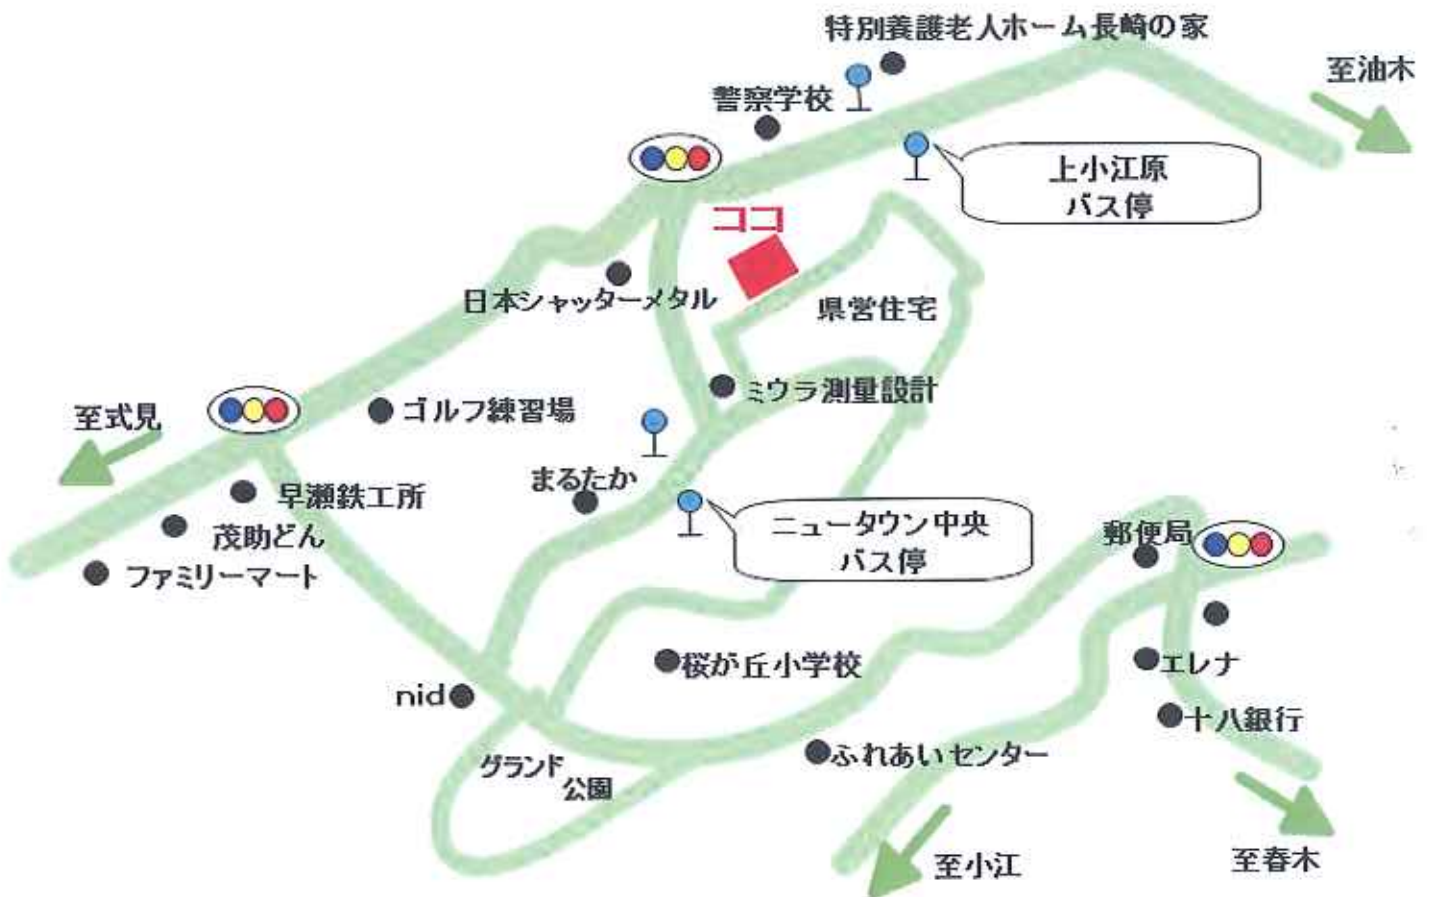 特別養護老人ホーム長崎の家
至油木
警察学校
上小江原
バス停
ココ
日本シャッターメタル
県営住宅
ミウラ測量設計
至式見
ゴルフ練習場
まるたか
早瀬鉄工所
茂助どん
ファミリーマート
ニュータウン中央
バス停
郵便局
桜が丘小学校
エレナ
nid
十八銀行
グランド
公園
ふれあいセンター
至小江
至春木